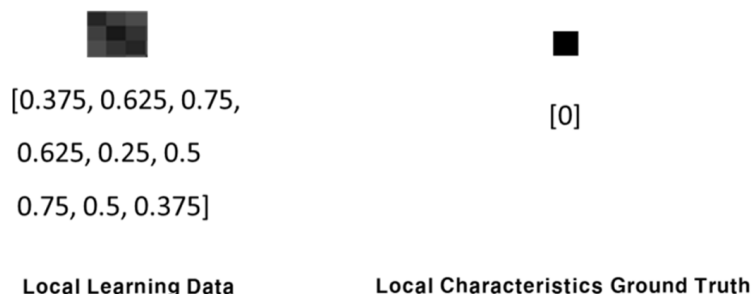 [0.375, 0.625, 0.75,
0.625, 0.25, 0.5
0.75, 0.5, 0.375]
[0]
Local Learning Data
Local Characteristics Ground Truth